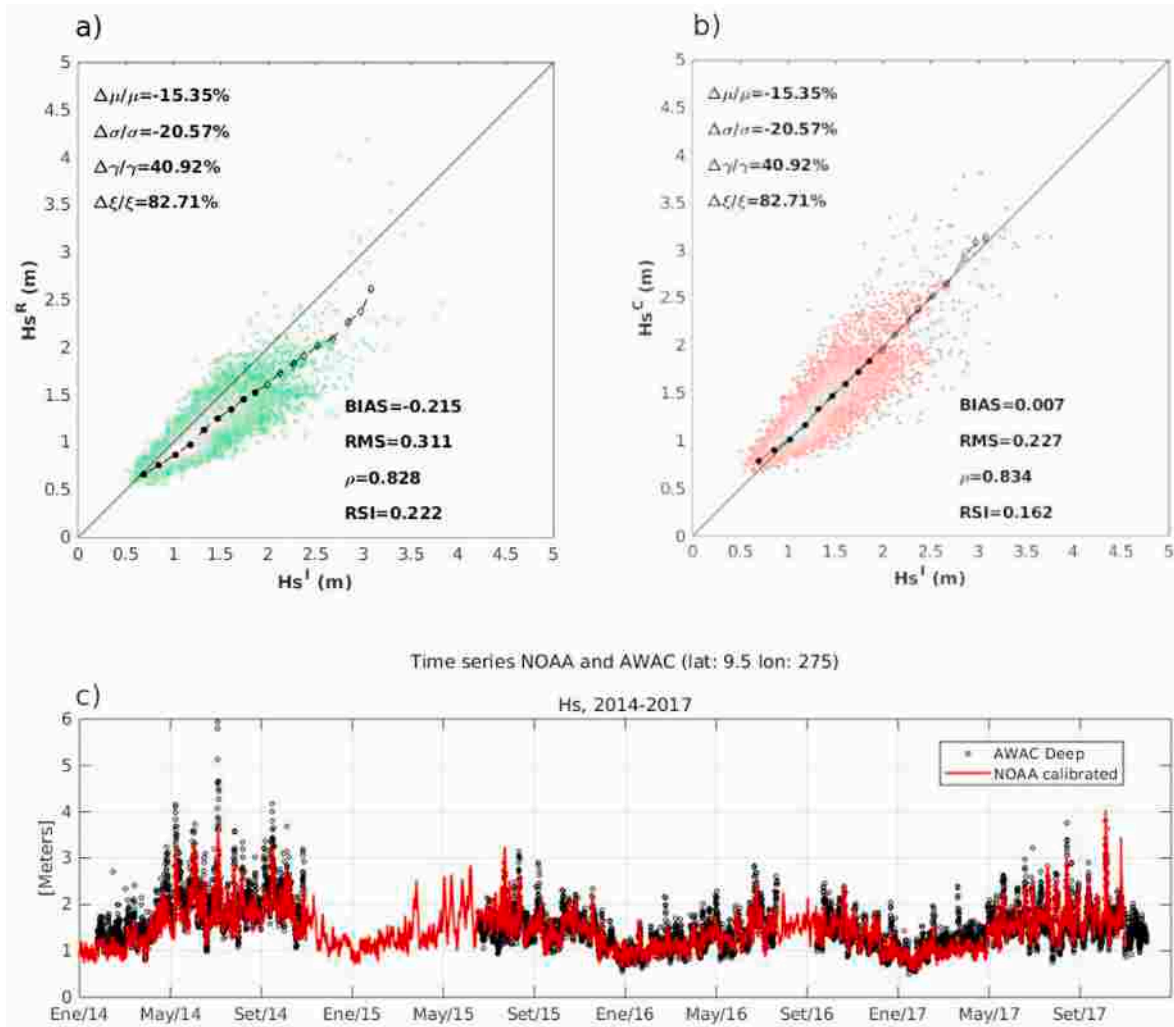 a)
5
4.5
4
3.5
3
2.5
2
1.5
1
0.5
0
Hs^R (m)
Δμ/μ=-15.35%
Δσ/σ=-20.57%
Δγ/γ=40.92%
Δξ/ξ=82.71%
BIAS=-0.215
RMS=0.311
ρ=0.828
RSI=0.222
0 0.5 1 1.5 2 2.5 3 3.5 4 4.5 5
Hs^I (m)
b)
5
4.5
4
3.5
3
2.5
2
1.5
1
0.5
0
Hs^C (m)
Δμ/μ=-15.35%
Δσ/σ=-20.57%
Δγ/γ=40.92%
Δξ/ξ=82.71%
BIAS=0.007
RMS=0.227
ρ=0.834
RSI=0.162
0 0.5 1 1.5 2 2.5 3 3.5 4 4.5 5
Hs^I (m)
Time series NOAA and AWAC (lat: 9.5 lon: 275)
c)
Hs, 2014-2017
6
5
4
3
2
1
0
[Meters]
AWAC Deep
NOAA calibrated
Ene/14 May/14 Set/14 Ene/15 May/15 Set/15 Ene/16 May/16 Set/16 Ene/17 May/17 Set/17